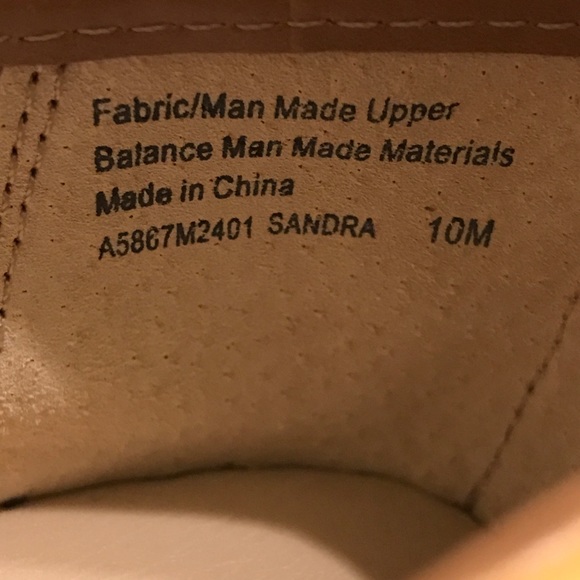 Fabric/Man Made Upper
Balance Man Made Materials
Made in China
A5867M2401 SANDRA 10M